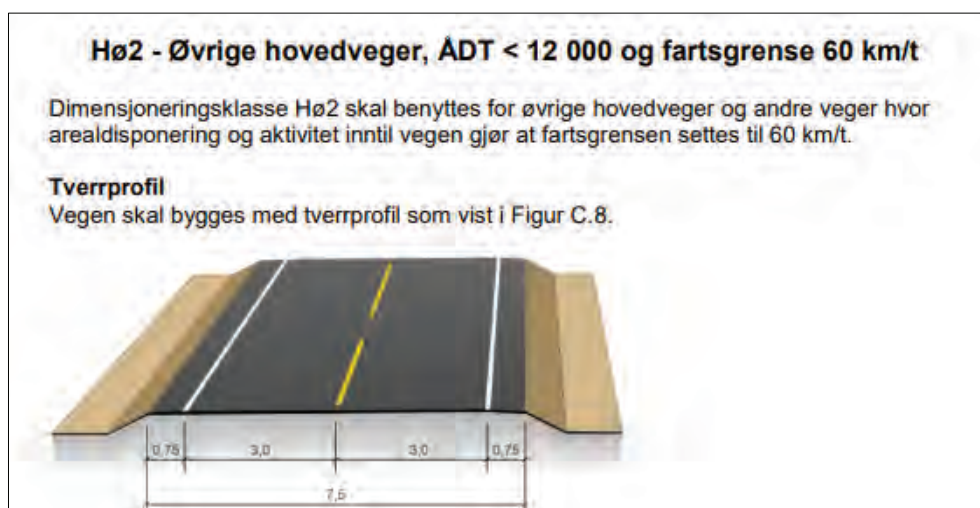 Hø2 - Øvrige hovedveger, ÅDT < 12 000 og fartsgrense 60 km/t
Dimensjoneringsklasse Hø2 skal benyttes for øvrige hovedveger og andre veger hvor
arealdisponering og aktivitet inntil vegen gjør at fartsgrensen settes til 60 km/t.
Tverrprofil
Vegen skal bygges med tverrprofil som vist i Figur C.8.
0,75 3,0 3,0 0,75
7,5